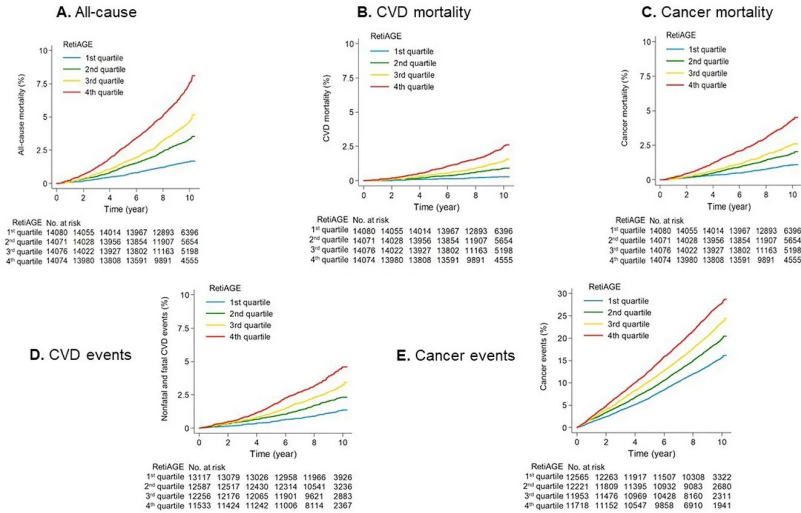 A. All-cause
RetiAGE
1st quartile
2nd quartile
3rd quartile
4th quartile
All-cause mortality (%)
10
7.5
5
2.5
0
0 2 4 6 8 10
Time (year)
RetiAGE No. at risk
1st quartile 14080 14055 14014 13967 12893 6396
2nd quartile 14071 14028 13956 13854 11907 5654
3rd quartile 14076 14022 13927 13802 11163 5198
4th quartile 14074 13980 13808 13591 9891 4555
B. CVD mortality
RetiAGE
1st quartile
2nd quartile
3rd quartile
4th quartile
CVD mortality (%)
10
7.5
5
2.5
0
0 2 4 6 8 10
Time (year)
RetiAGE No. at risk
1st quartile 14080 14055 14014 13967 12893 6396
2nd quartile 14071 14028 13956 13854 11907 5654
3rd quartile 14076 14022 13927 13802 11163 5198
4th quartile 14074 13980 13808 13591 9891 4555
C. Cancer mortality
RetiAGE
1st quartile
2nd quartile
3rd quartile
4th quartile
Cancer mortality (%)
10
7.5
5
2.5
0
0 2 4 6 8 10
Time (year)
RetiAGE No. at risk
1st quartile 14080 14055 14014 13967 12893 6396
2nd quartile 14071 14028 13956 13854 11907 5654
3rd quartile 14076 14022 13927 13802 11163 5198
4th quartile 14074 13980 13808 13591 9891 4555
D. CVD events
RetiAGE
1st quartile
2nd quartile
3rd quartile
4th quartile
Nonfatal and fatal CVD events (%)
10
7.5
5
2.5
0
0 2 4 6 8 10
Time (year)
RetiAGE No. at risk
1st quartile 13117 13079 13026 12958 11966 3926
2nd quartile 12587 12517 12430 12314 10541 3236
3rd quartile 12256 12176 12065 11901 9621 2883
4th quartile 11533 11424 11242 11006 8114 2367
E. Cancer events
RetiAGE
1st quartile
2nd quartile
3rd quartile
4th quartile
Cancer events (%)
30
25
20
15
10
5
0
0 2 4 6 8 10
Time (year)
RetiAGE No. at risk
1st quartile 12565 12263 11917 11507 10308 3322
2nd quartile 12221 11809 11395 10932 9083 2680
3rd quartile 11953 11476 10969 10428 8160 2311
4th quartile 11718 11152 10547 9858 6910 1941